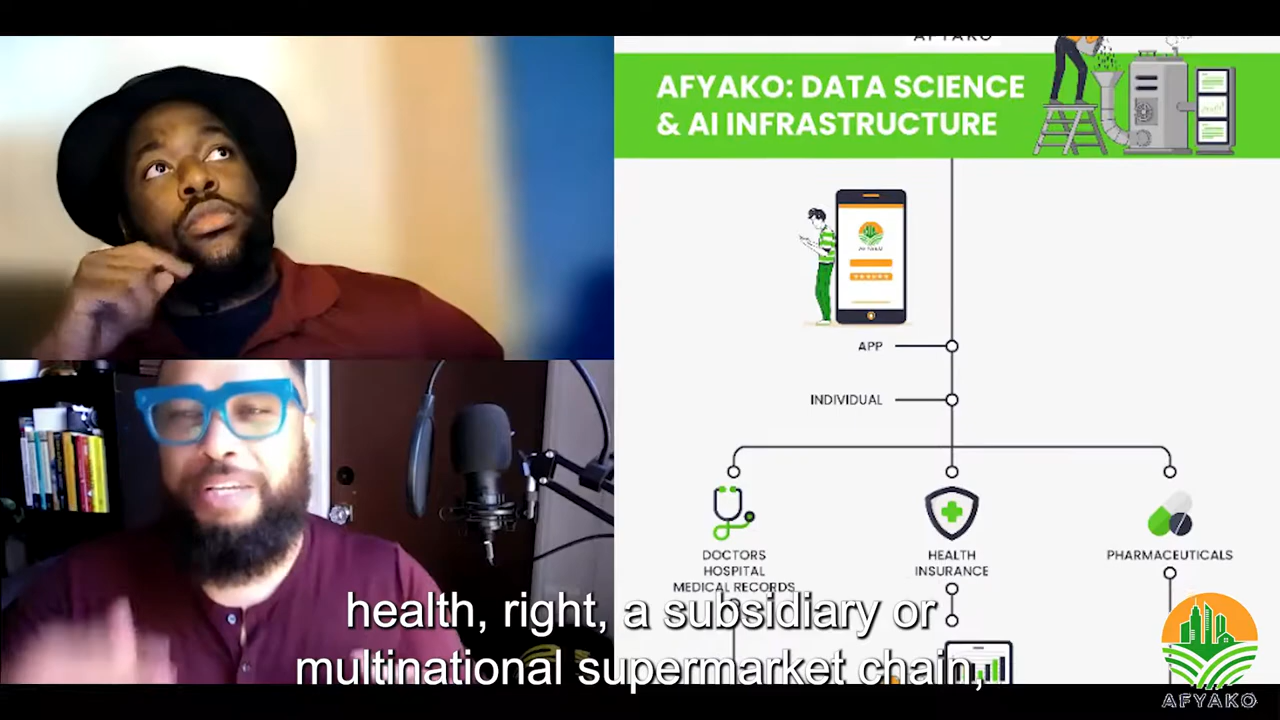 AFYAKO
AFYAKO: DATA SCIENCE
& AI INFRASTRUCTURE
APP
INDIVIDUAL
DOCTORS
HOSPITAL
MEDICAL RECORDS
HEALTH
INSURANCE
PHARMACEUTICALS
health, right, a subsidiary or
multinational supermarket chain,
AFYAKO